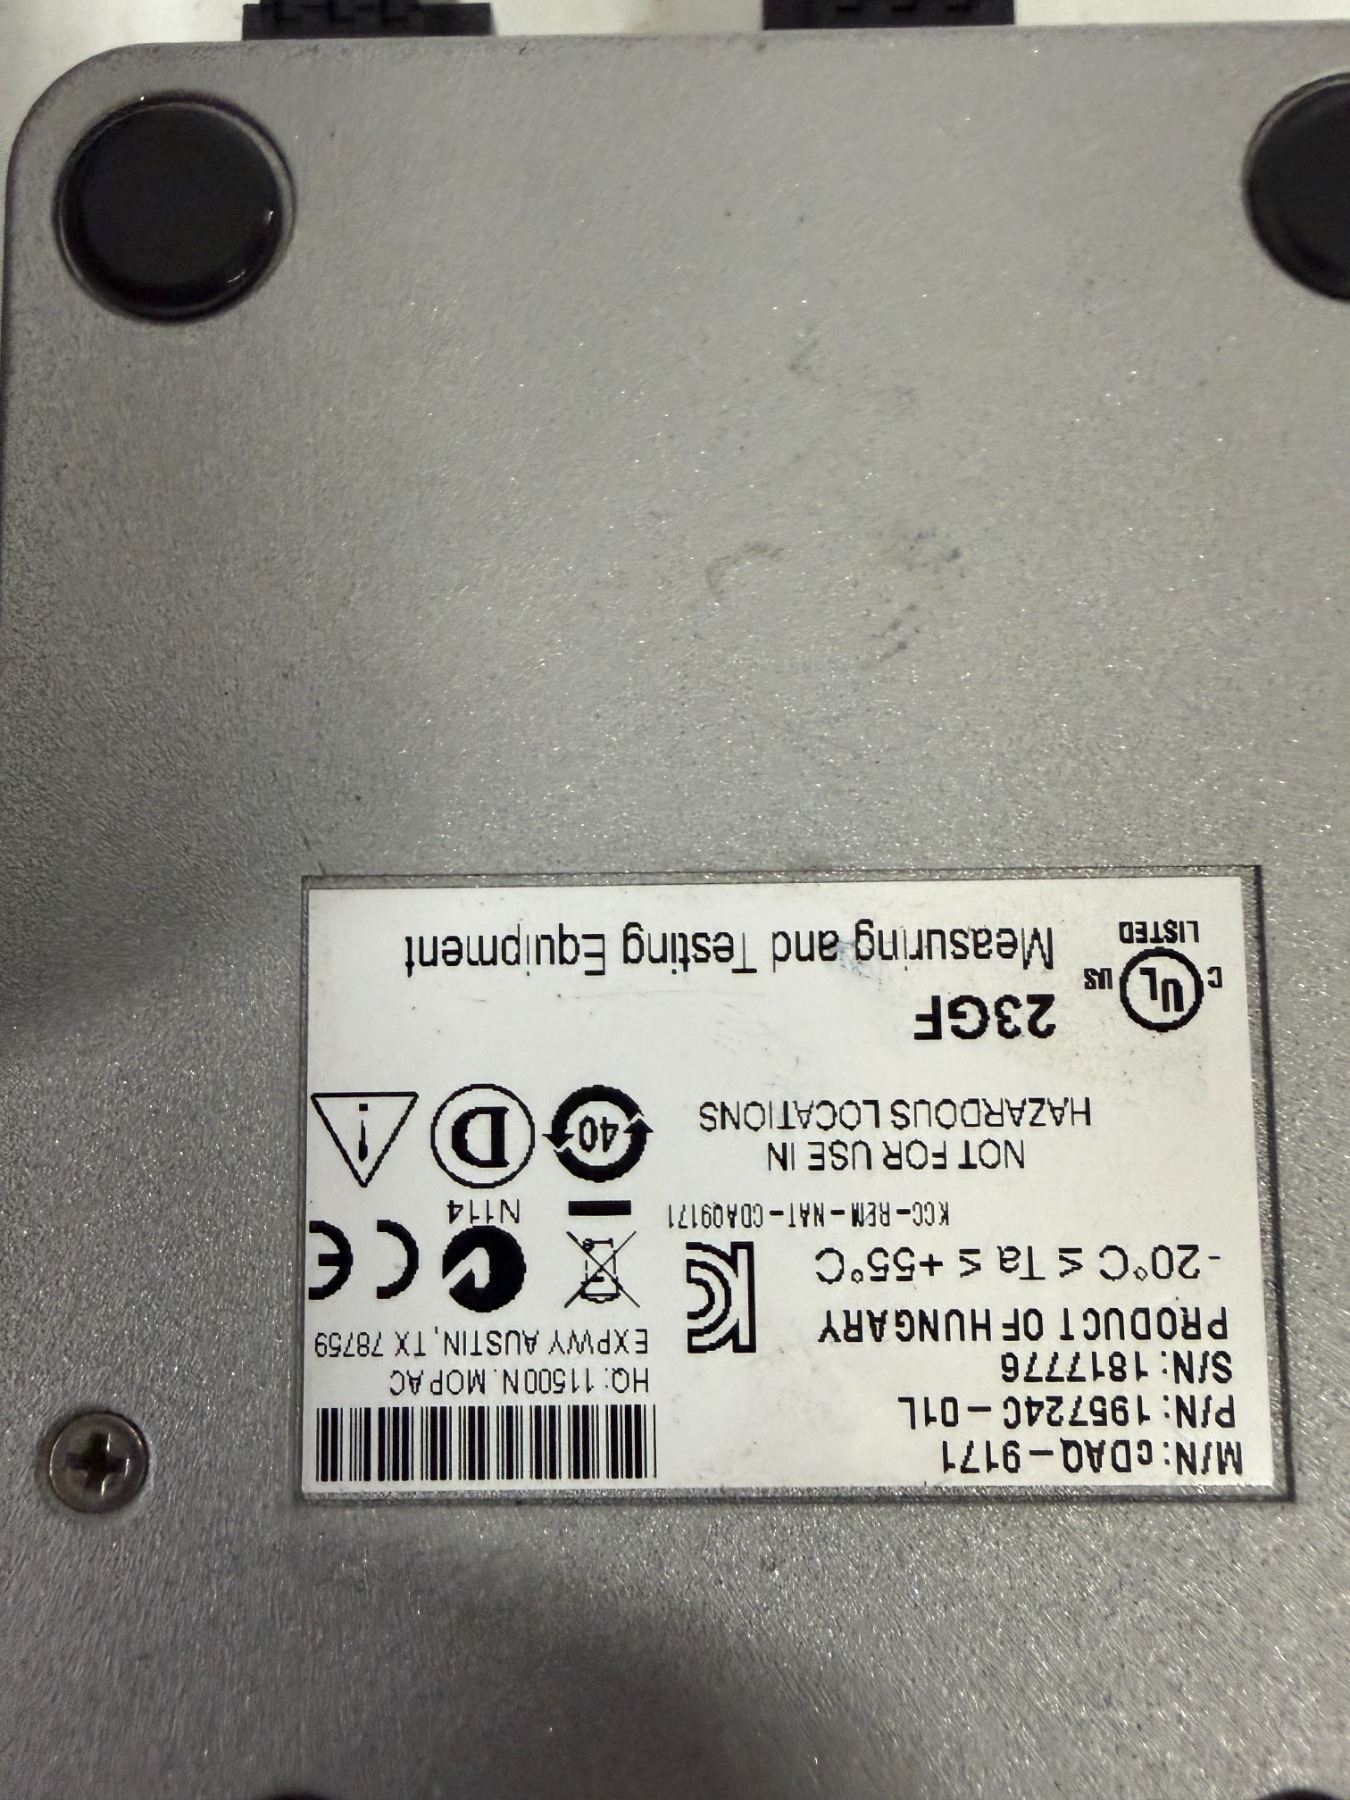 M/N: cDAQ-9171
P/N: 195724C-01L
S/N: 1817776
PRODUCT OF HUNGARY
-20°C ≤ Ta ≤ +55°C
KCC-REM-NAT-CDAQ9171
NOT FOR USE IN
HAZARDOUS LOCATIONS
HQ: 11500 N. MOPAC
EXPWY AUSTIN, TX 78759
CE
N114
40
D
i
C UL US
LISTED
23GF
Measuring and Testing Equipment